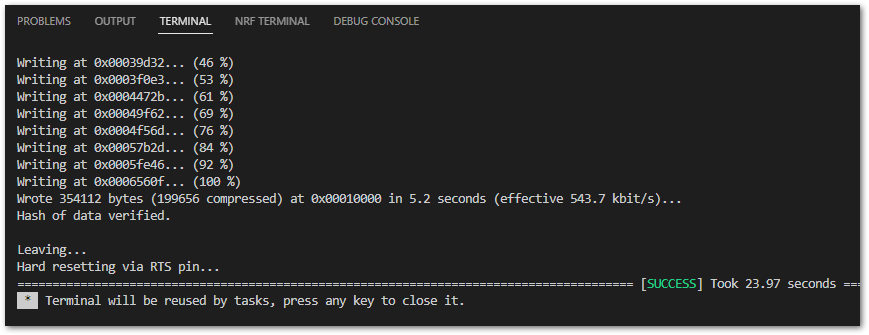 PROBLEMS OUTPUT TERMINAL NRF TERMINAL DEBUG CONSOLE
Writing at 0x00039d32... (46 %)
Writing at 0x0003f0e3... (53 %)
Writing at 0x0004472b... (61 %)
Writing at 0x00049f62... (69 %)
Writing at 0x0004f56d... (76 %)
Writing at 0x00057b2d... (84 %)
Writing at 0x0005fe46... (92 %)
Writing at 0x0006560f... (100 %)
Wrote 354112 bytes (199656 compressed) at 0x00010000 in 5.2 seconds (effective 543.7 kbit/s)...
Hash of data verified.
Leaving...
Hard resetting via RTS pin...
======================================================================================== [SUCCESS] Took 23.97 seconds ===
* Terminal will be reused by tasks, press any key to close it.